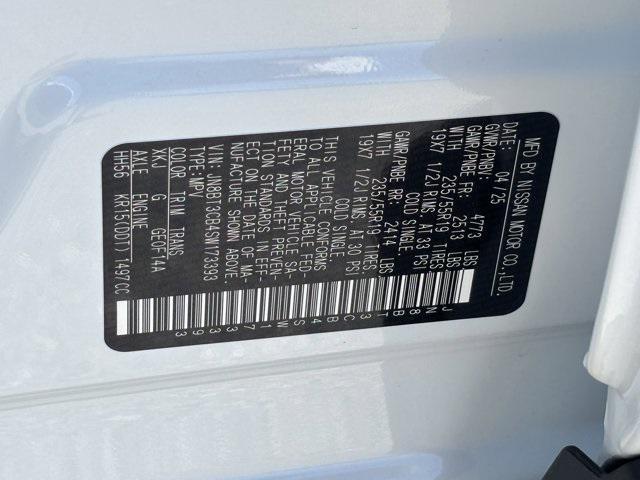 MFD BY NISSAN MOTOR CO.,LTD.
DATE: 04/25
GVWR/PNBV: 4773 LBS
GAWR/PNBE FR: 2513 LBS
WITH 235/55R19 TIRES
19X7 1/2J RIMS AT 33 PSI
COLD SINGLE
GAWR/PNBE RR: 2414 LBS
WITH 235/55R19 TIRES
19X7 1/2J RIMS AT 30 PSI
COLD SINGLE
THIS VEHICLE CONFORMS
TO ALL APPLICABLE FED-
ERAL MOTOR VEHICLE SA-
FETY AND THEFT PREVEN-
TION STANDARDS IN EFF-
ECT ON THE DATE OF MA-
NUFACTURE SHOWN ABOVE.
VIN:JN8BT3CB4SW173393
TYPE:MPV
COLOR TRIM TRANS
XKJ G GE0F14A
AXLE ENGINE
HH56 KR15(DDT) 1497CC
JN8BT3CB4SW173393